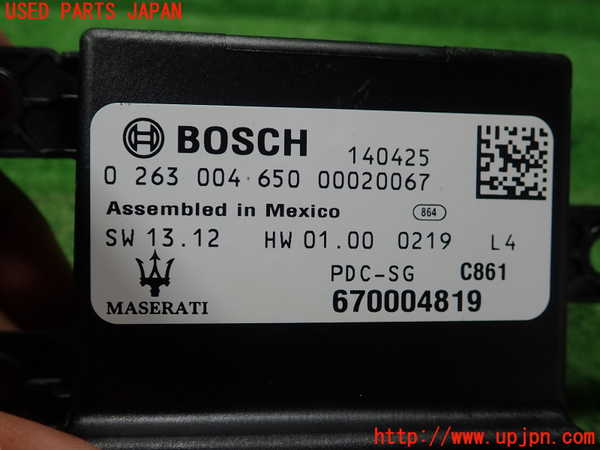 USED PARTS JAPAN
BOSCH 140425
0 263 004 650 00020067
Assembled in Mexico 864
SW 13.12 HW 01.00 0219 L4
PDC-SG C861
MASERATI 670004819
http://www.upjpn.com/